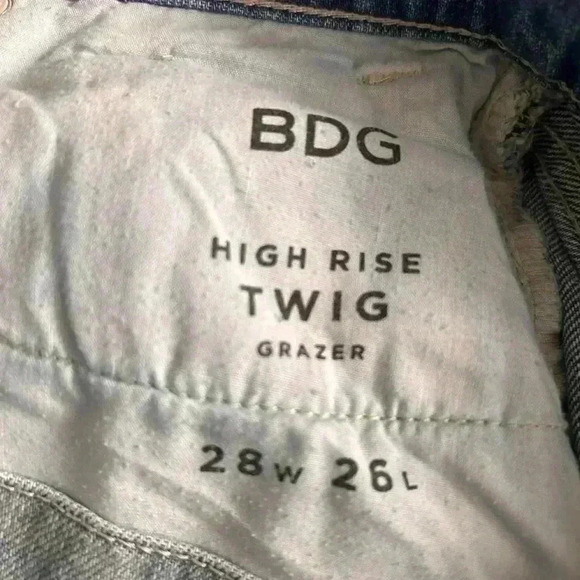 BDG
HIGH RISE
TWIG
GRAZER
28W 26L